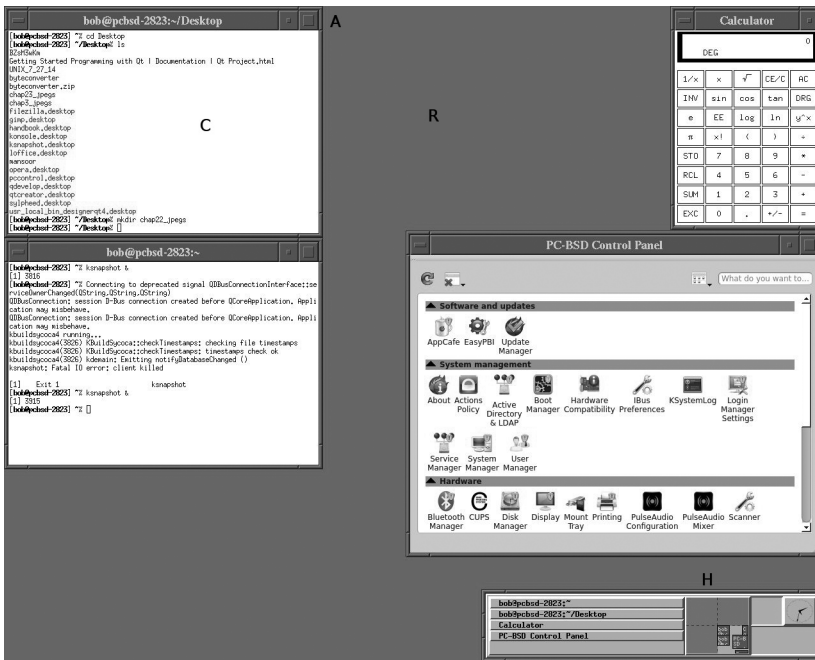 bob@pcbsd-2823:~/Desktop
[bob@pcbsd-2823] ~% cd Desktop
[bob@pcbsd-2823] ~/Desktop% ls
BZsM3wKm
Getting Started Programming with Qt | Documentation | Qt Project.html
UNIX_7_27_14
byteconverter
byteconverter.zip
chap23_jpegs
chap3_jpegs
filezilla.desktop
gimp.desktop
handbook.desktop
konsole.desktop
ksnapshot.desktop
loffice.desktop
mansoor
opera.desktop
pccontrol.desktop
qdevelop.desktop
qtcreator.desktop
sylpheed.desktop
usr_local_bin_designerqt4.desktop
[bob@pcbsd-2823] ~/Desktop% mkdir chap22_jpegs
[bob@pcbsd-2823] ~/Desktop%
A
C
R
Calculator
0
DEG
1/x x √ CE/C AC
INV sin cos tan DRG
e EE log ln y^x
π x! ( ) ÷
STO 7 8 9 *
RCL 4 5 6 -
SUM 1 2 3 +
EXC 0 . +/- =
bob@pcbsd-2823:~
[bob@pcbsd-2823] ~% ksnapshot &
[1] 3816
[bob@pcbsd-2823] ~% Connecting to deprecated signal QDBusConnectionInterface::se
rviceOwnerChanged(QString,QString,QString)
QDBusConnection: session D-Bus connection created before QCoreApplication. Appli
cation may misbehave.
QDBusConnection: session D-Bus connection created before QCoreApplication. Appli
cation may misbehave.
kbuildsycoca4 running...
kbuildsycoca4(3826) KBuildSycoca::checkTimestamps: checking file timestamps
kbuildsycoca4(3826) KBuildSycoca::checkTimestamps: timestamps check ok
kbuildsycoca4(3826) kdemain: Emitting notifyDatabaseChanged ()
ksnapshot: Fatal IO error: client killed
[1] Exit 1 ksnapshot
[bob@pcbsd-2823] ~% ksnapshot &
[1] 3915
[bob@pcbsd-2823] ~%
PC-BSD Control Panel
What do you want to...
Software and updates
AppCafe EasyPBI Update Manager
System management
About Actions Policy Active Directory & LDAP Boot Manager Hardware Compatibility IBus Preferences KSystemLog Login Manager Settings
Service Manager System Manager User Manager
Hardware
Bluetooth Manager CUPS Disk Manager Display Mount Tray Printing PulseAudio Configuration PulseAudio Mixer Scanner
H
bob@pcbsd-2823:~
bob@pcbsd-2823:~/Desktop
Calculator
PC-BSD Control Panel